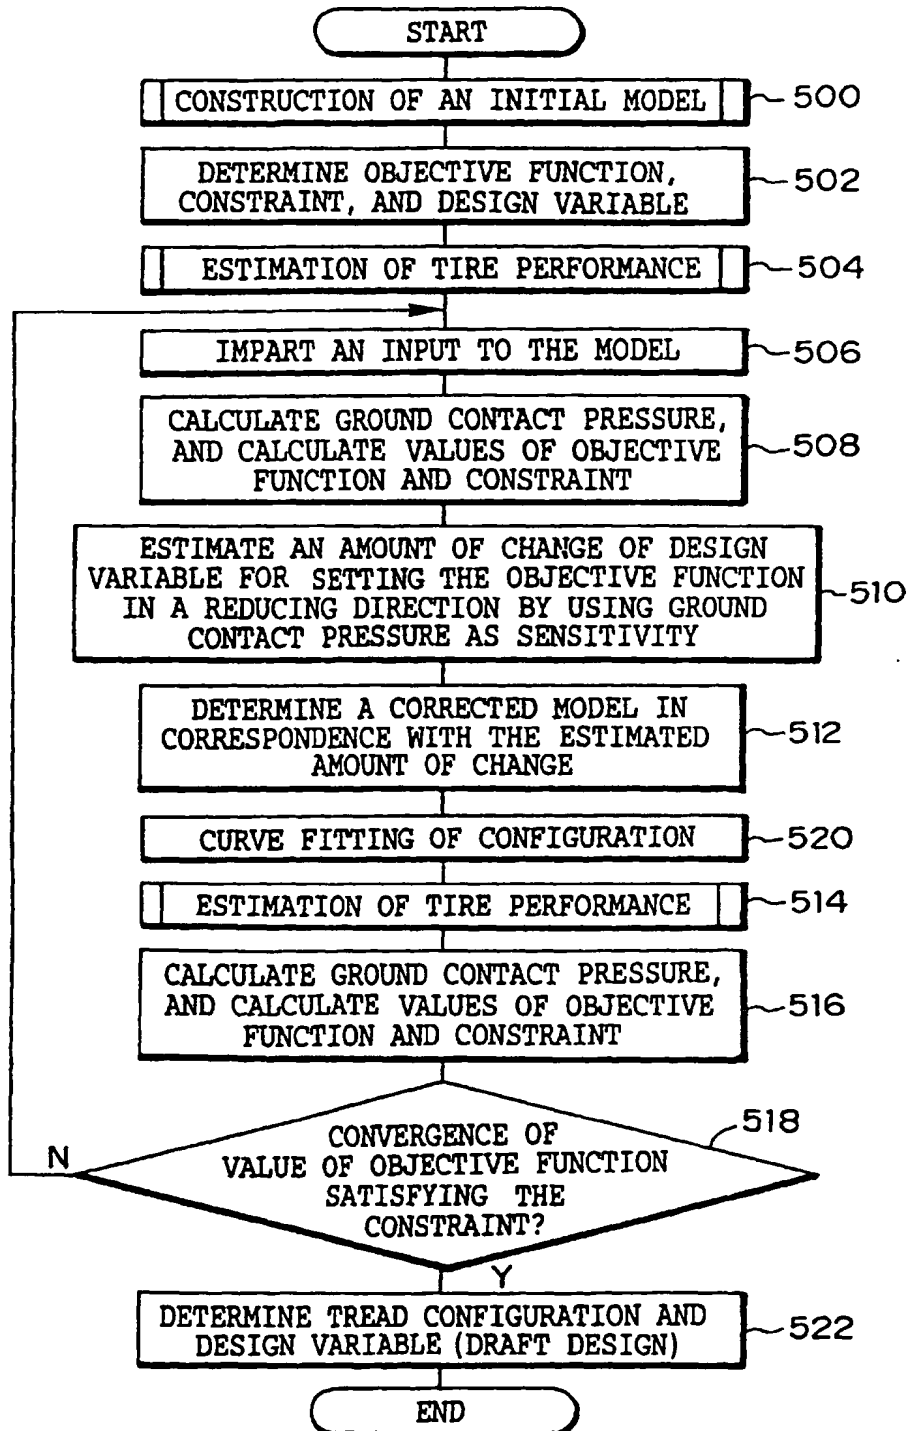 START
CONSTRUCTION OF AN INITIAL MODEL
500
DETERMINE OBJECTIVE FUNCTION,
CONSTRAINT, AND DESIGN VARIABLE
502
ESTIMATION OF TIRE PERFORMANCE
504
IMPART AN INPUT TO THE MODEL
506
CALCULATE GROUND CONTACT PRESSURE,
AND CALCULATE VALUES OF OBJECTIVE
FUNCTION AND CONSTRAINT
508
ESTIMATE AN AMOUNT OF CHANGE OF DESIGN
VARIABLE FOR SETTING THE OBJECTIVE FUNCTION
IN A REDUCING DIRECTION BY USING GROUND
CONTACT PRESSURE AS SENSITIVITY
510
DETERMINE A CORRECTED MODEL IN
CORRESPONDENCE WITH THE ESTIMATED
AMOUNT OF CHANGE
512
CURVE FITTING OF CONFIGURATION
520
ESTIMATION OF TIRE PERFORMANCE
514
CALCULATE GROUND CONTACT PRESSURE,
AND CALCULATE VALUES OF OBJECTIVE
FUNCTION AND CONSTRAINT
516
CONVERGENCE OF
VALUE OF OBJECTIVE FUNCTION
SATISFYING THE
CONSTRAINT?
518
N
Y
DETERMINE TREAD CONFIGURATION AND
DESIGN VARIABLE (DRAFT DESIGN)
522
END